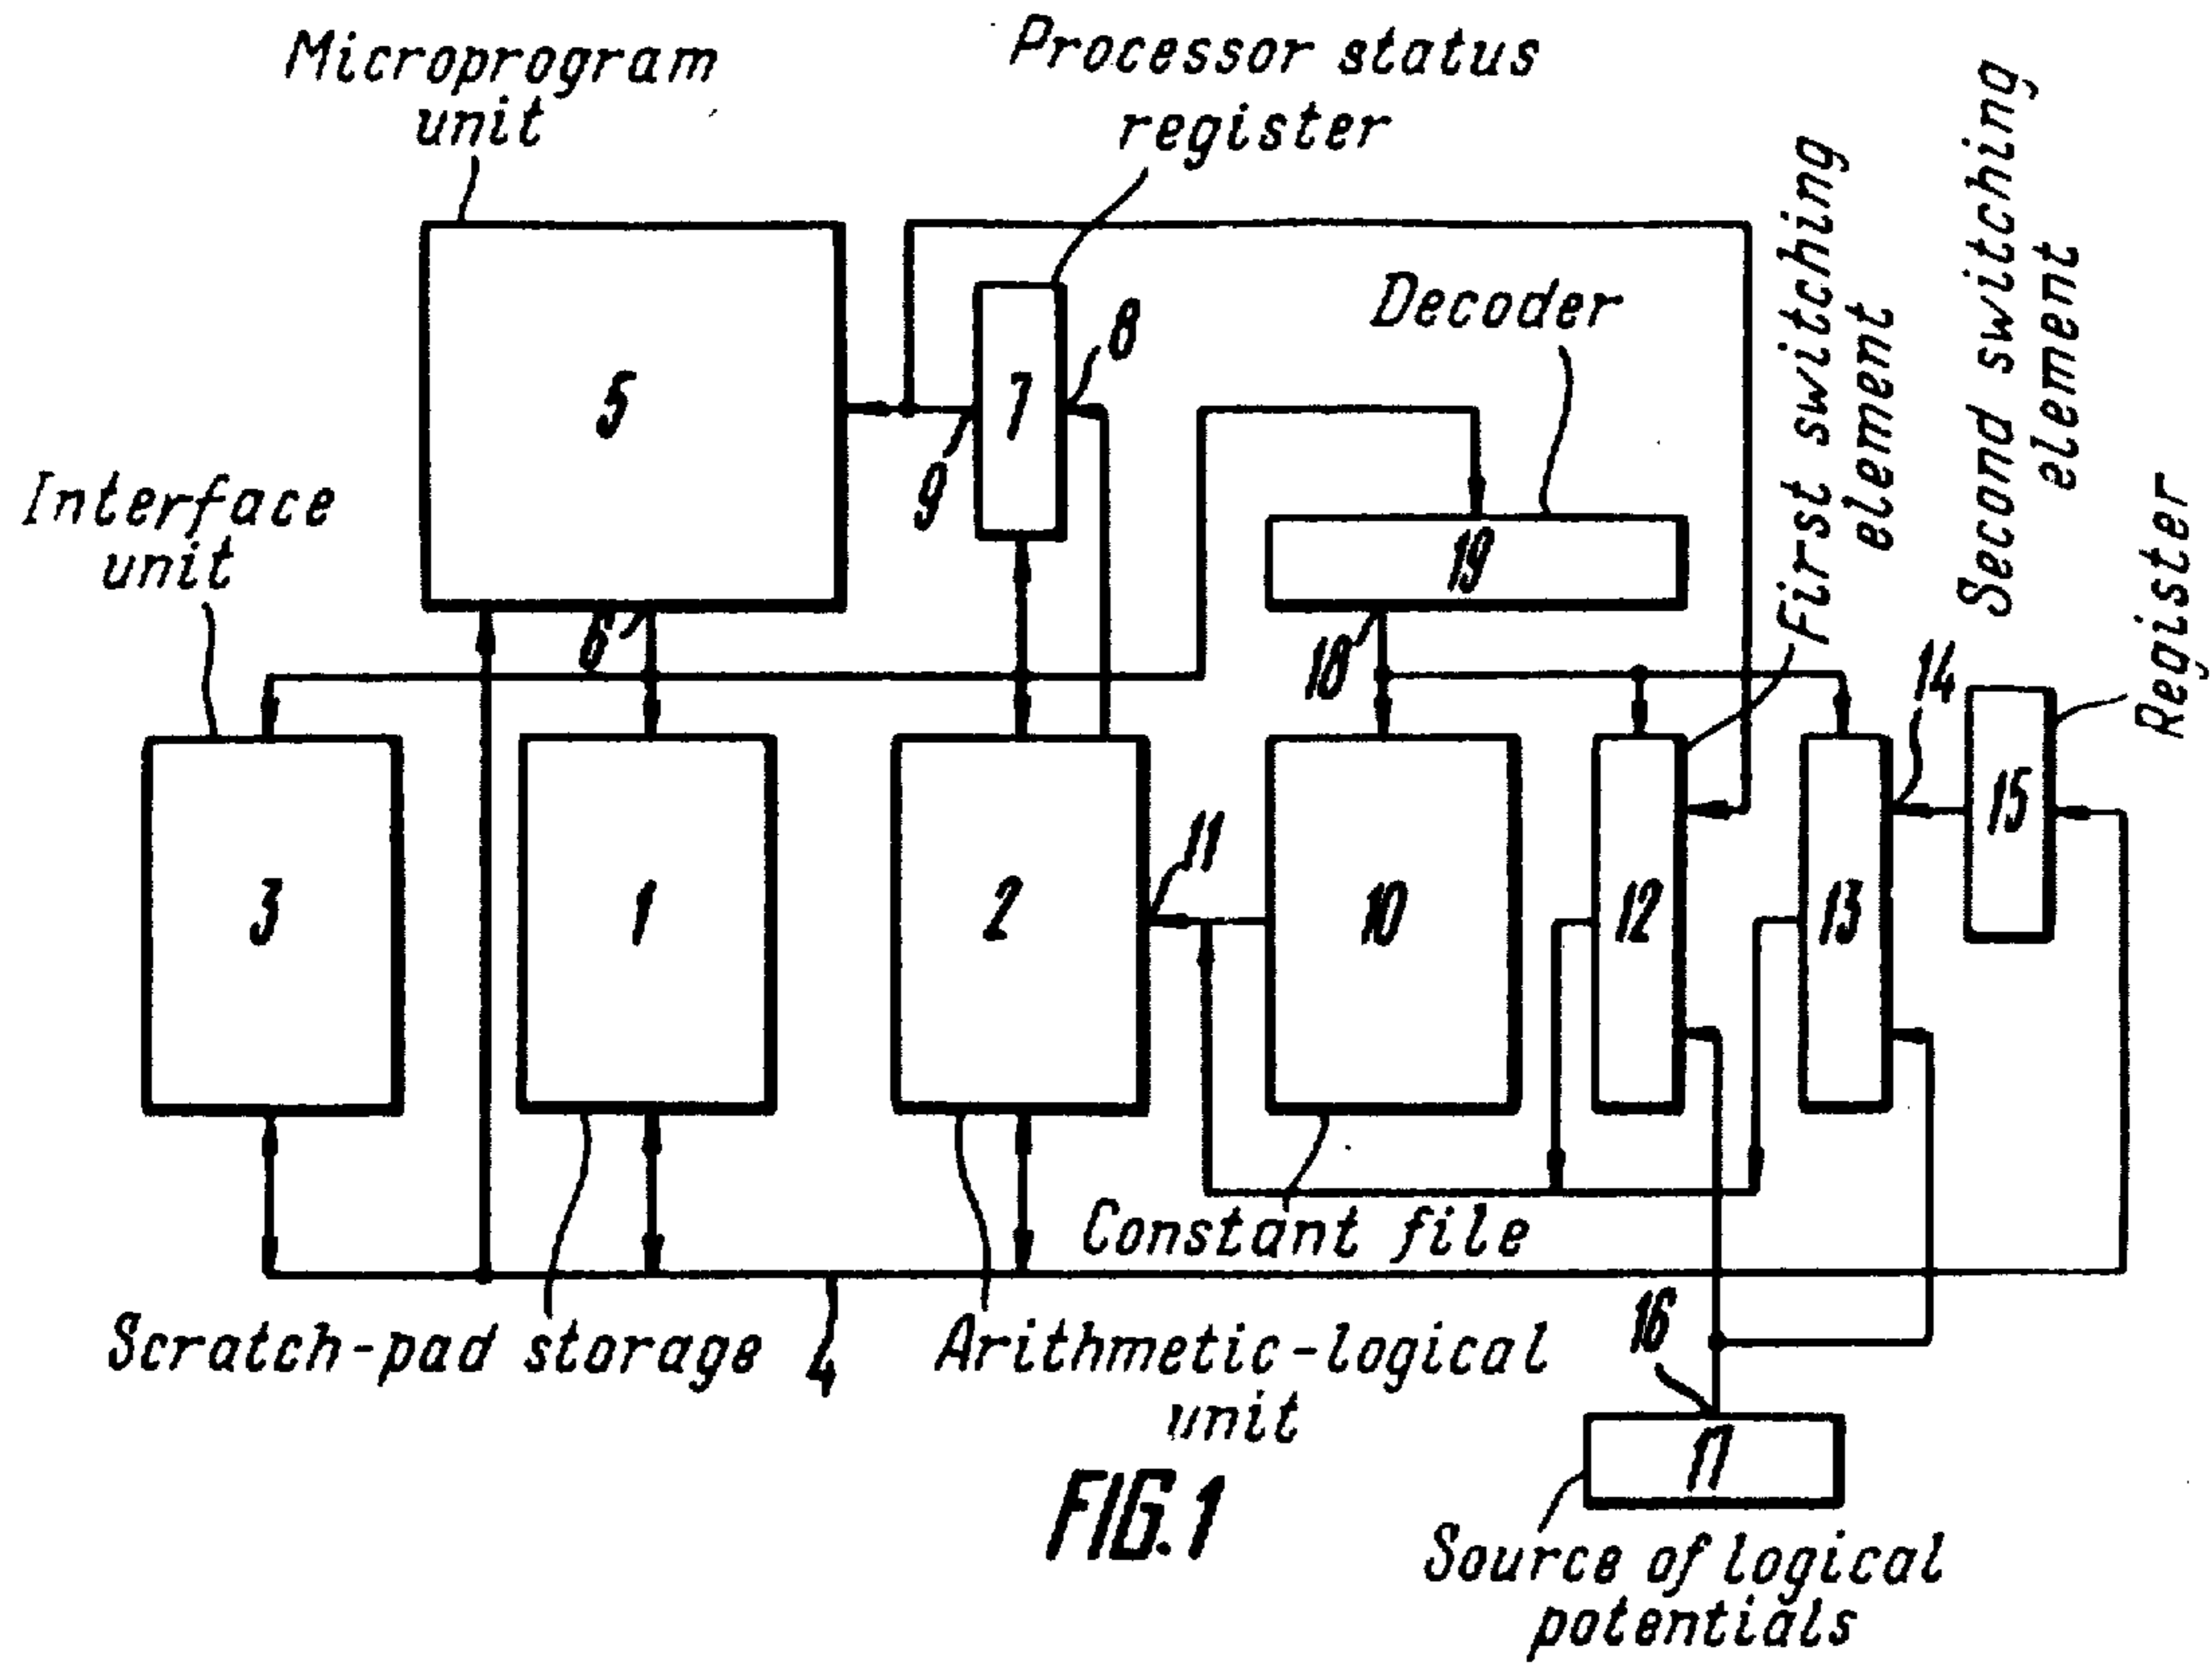 Microprogram
unit
Processor status
register
Decoder
First switching
element
Second switching
element
Register
Interface
unit
5
7
8
9
19
6
18
14
15
3
1
2
11
10
12
13
Constant file
Scratch-pad storage
4
Arithmetic-logical
unit
16
17
FIG. 1
Source of logical
potentials